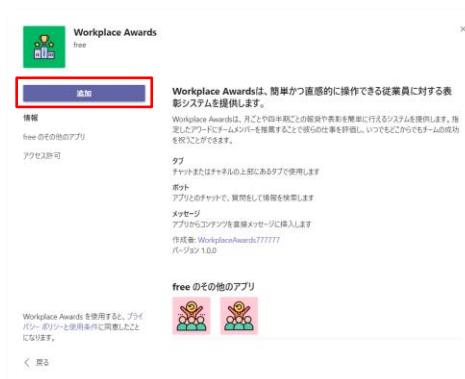 Workplace Awards
free
追加
情報
free のその他のアプリ
アクセス許可
Workplace Awardsは、簡単かつ直感的に操作できる従業員に対する表
彰システムを提供します。
Workplace Awardsは、月ごとや四半期ごとの報奨や表彰を簡単に行えるシステムを提供します。指
定したアワードにチームメンバーを推薦することで彼らの仕事を評価し、いつでもどこからでもチームの成功
を祝うことができます。
タブ
チャットまたはチャネルの上部にあるタブで使用します
ボット
アプリとのチャットで、質問をして情報を検索します
メッセージ
アプリからコンテンツを直接メッセージに挿入します
作成者: WorkplaceAwards777777
バージョン 1.0.0
free のその他のアプリ
Workplace Awards を使用すると、プライ
バシー ポリシーと使用条件に同意したこと
になります。
戻る